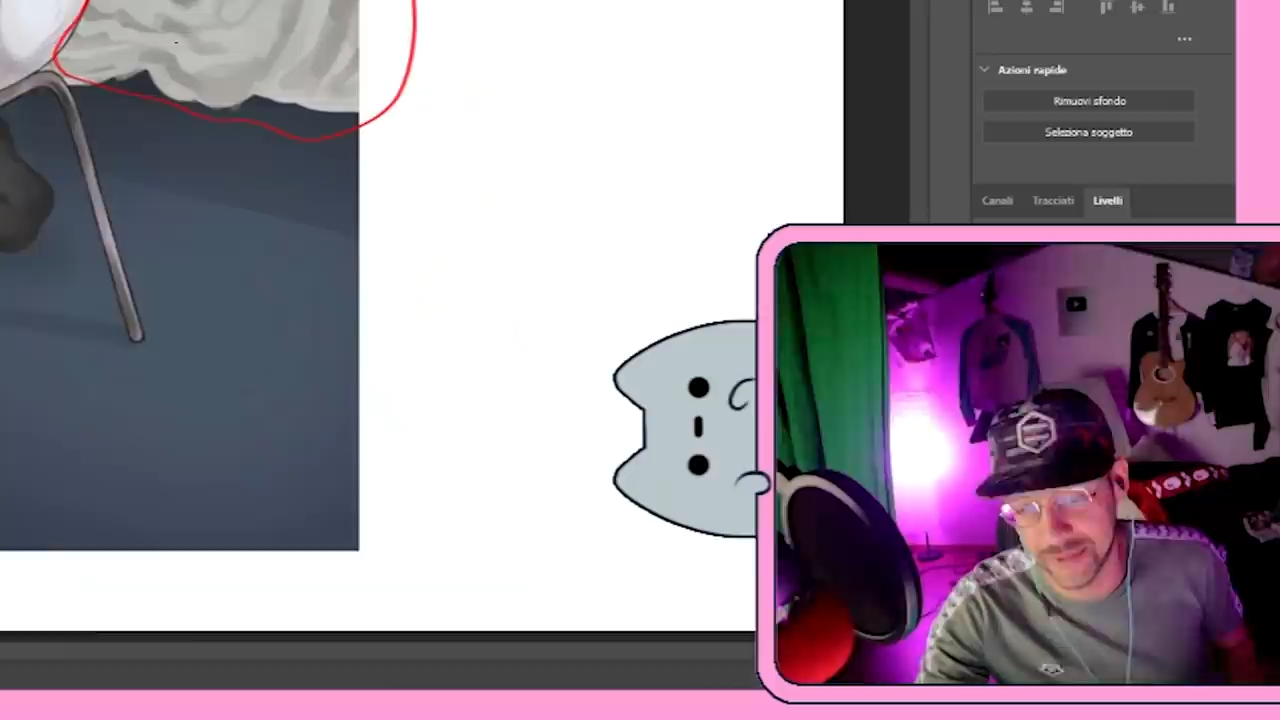 Azioni rapide
Rimuovi sfondo
Seleziona soggetto
Canali Tracciati Livelli